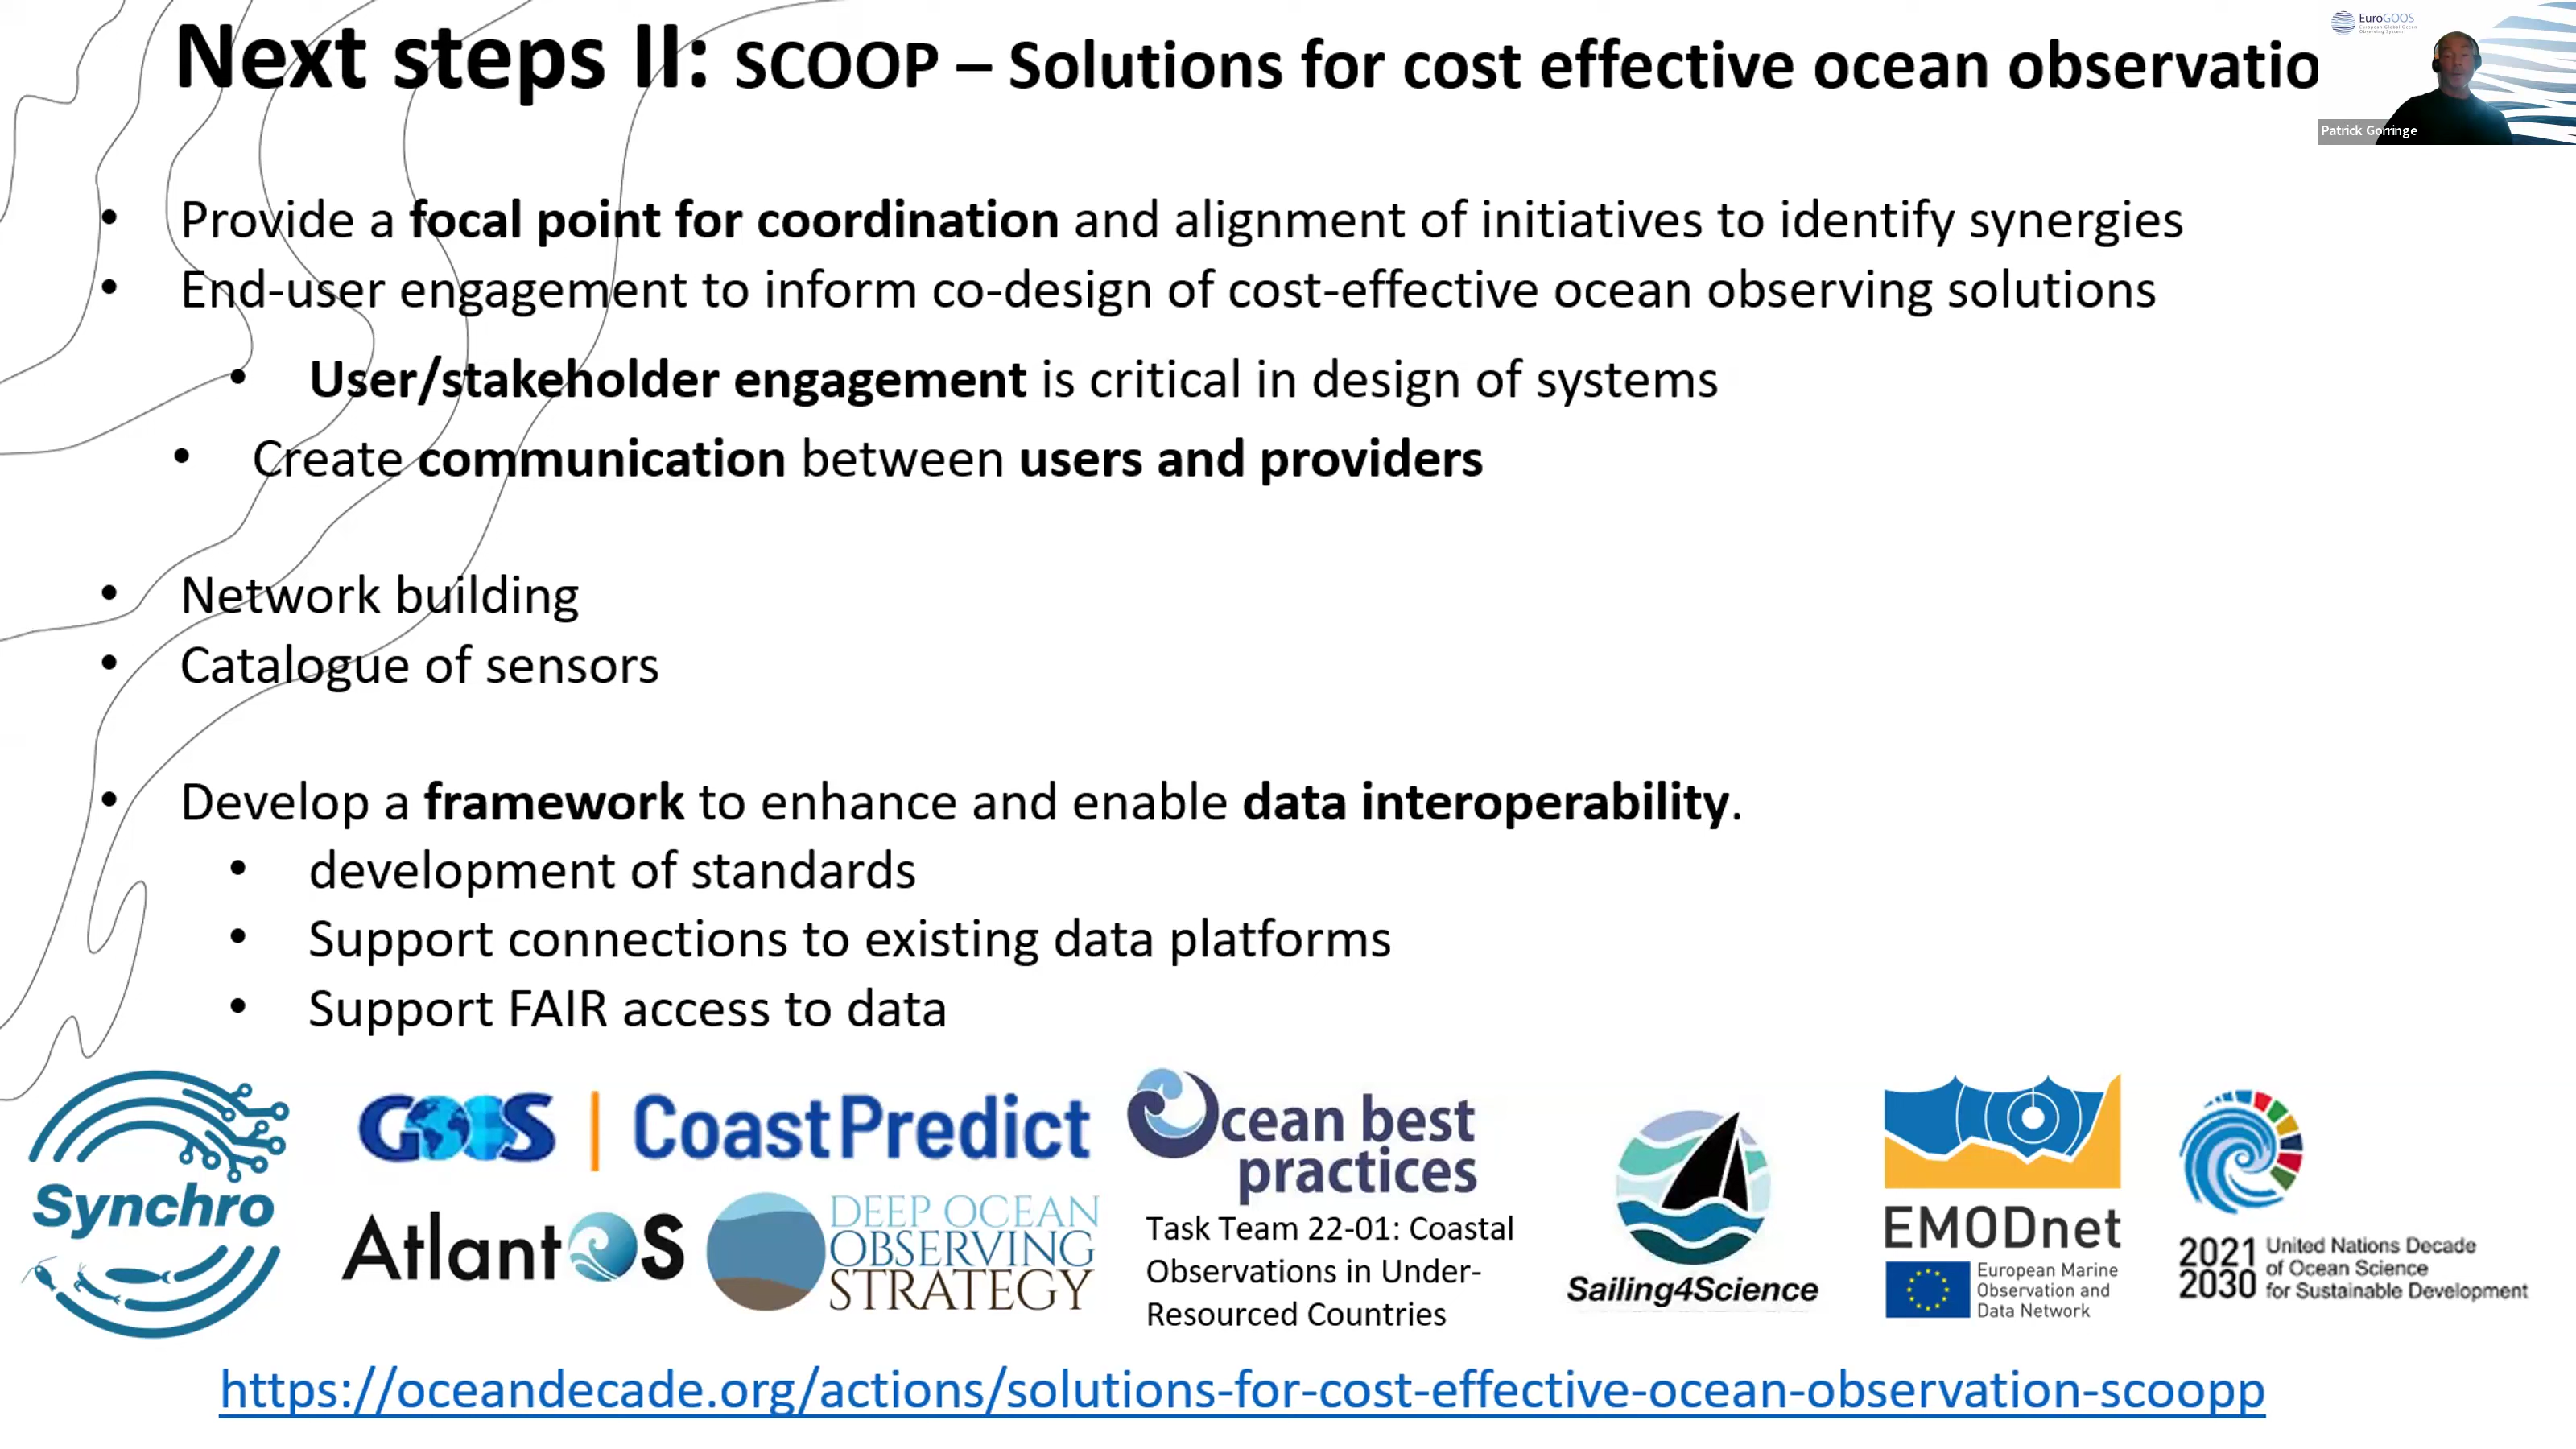 Next steps II: SCOOP – Solutions for cost effective ocean observatio
EuroGOOS
European Global Ocean
Observing System
Patrick Gorringe
• Provide a focal point for coordination and alignment of initiatives to identify synergies
• End-user engagement to inform co-design of cost-effective ocean observing solutions
• User/stakeholder engagement is critical in design of systems
• Create communication between users and providers
• Network building
• Catalogue of sensors
• Develop a framework to enhance and enable data interoperability.
• development of standards
• Support connections to existing data platforms
• Support FAIR access to data
Synchro
GOOS | CoastPredict
AtlantOS
DEEP OCEAN
OBSERVING
STRATEGY
Ocean best
practices
Task Team 22-01: Coastal
Observations in Under-
Resourced Countries
Sailing4Science
EMODnet
European Marine
Observation and
Data Network
2021 United Nations Decade
of Ocean Science
2030 for Sustainable Development
https://oceandecade.org/actions/solutions-for-cost-effective-ocean-observation-scoopp